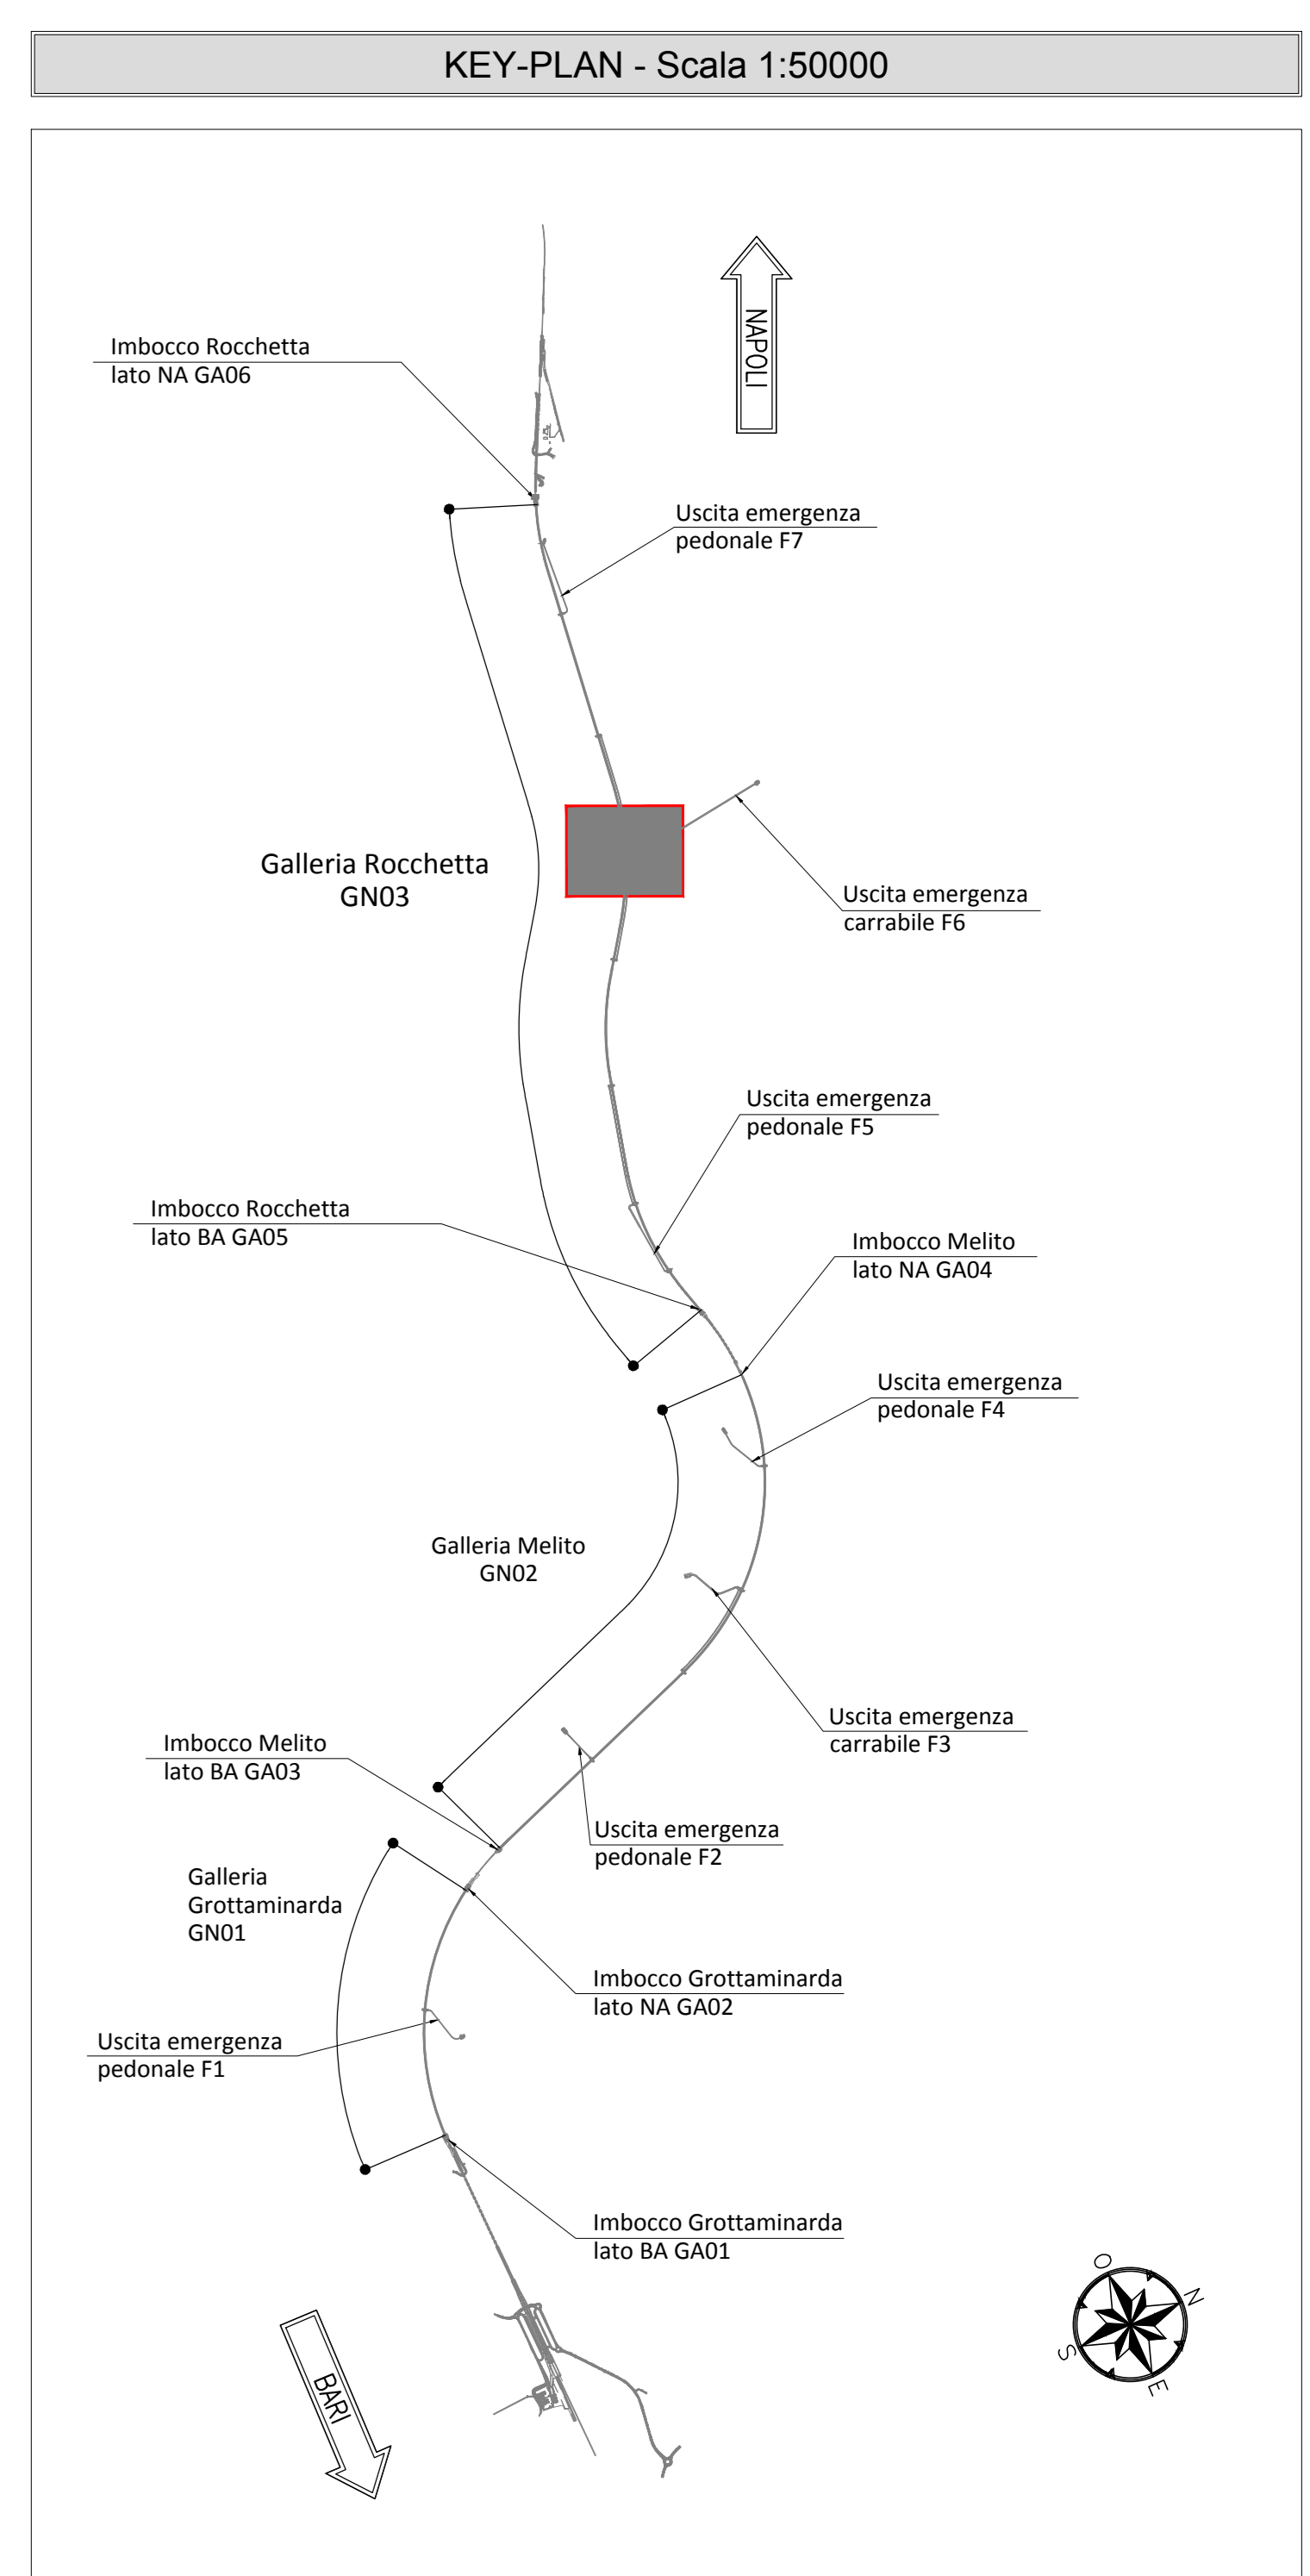 KEY-PLAN - Scala 1:50000
NAPOLI
Imbocco Rocchetta
lato NA GA06
Uscita emergenza
pedonale F7
Galleria Rocchetta
GN03
Uscita emergenza
carrabile F6
Uscita emergenza
pedonale F5
Imbocco Rocchetta
lato BA GA05
Imbocco Melito
lato NA GA04
Uscita emergenza
pedonale F4
Galleria Melito
GN02
Uscita emergenza
carrabile F3
Imbocco Melito
lato BA GA03
Uscita emergenza
pedonale F2
Galleria
Grottaminarda
GN01
Imbocco Grottaminarda
lato NA GA02
Uscita emergenza
pedonale F1
Imbocco Grottaminarda
lato BA GA01
BARI
O
N
S
E